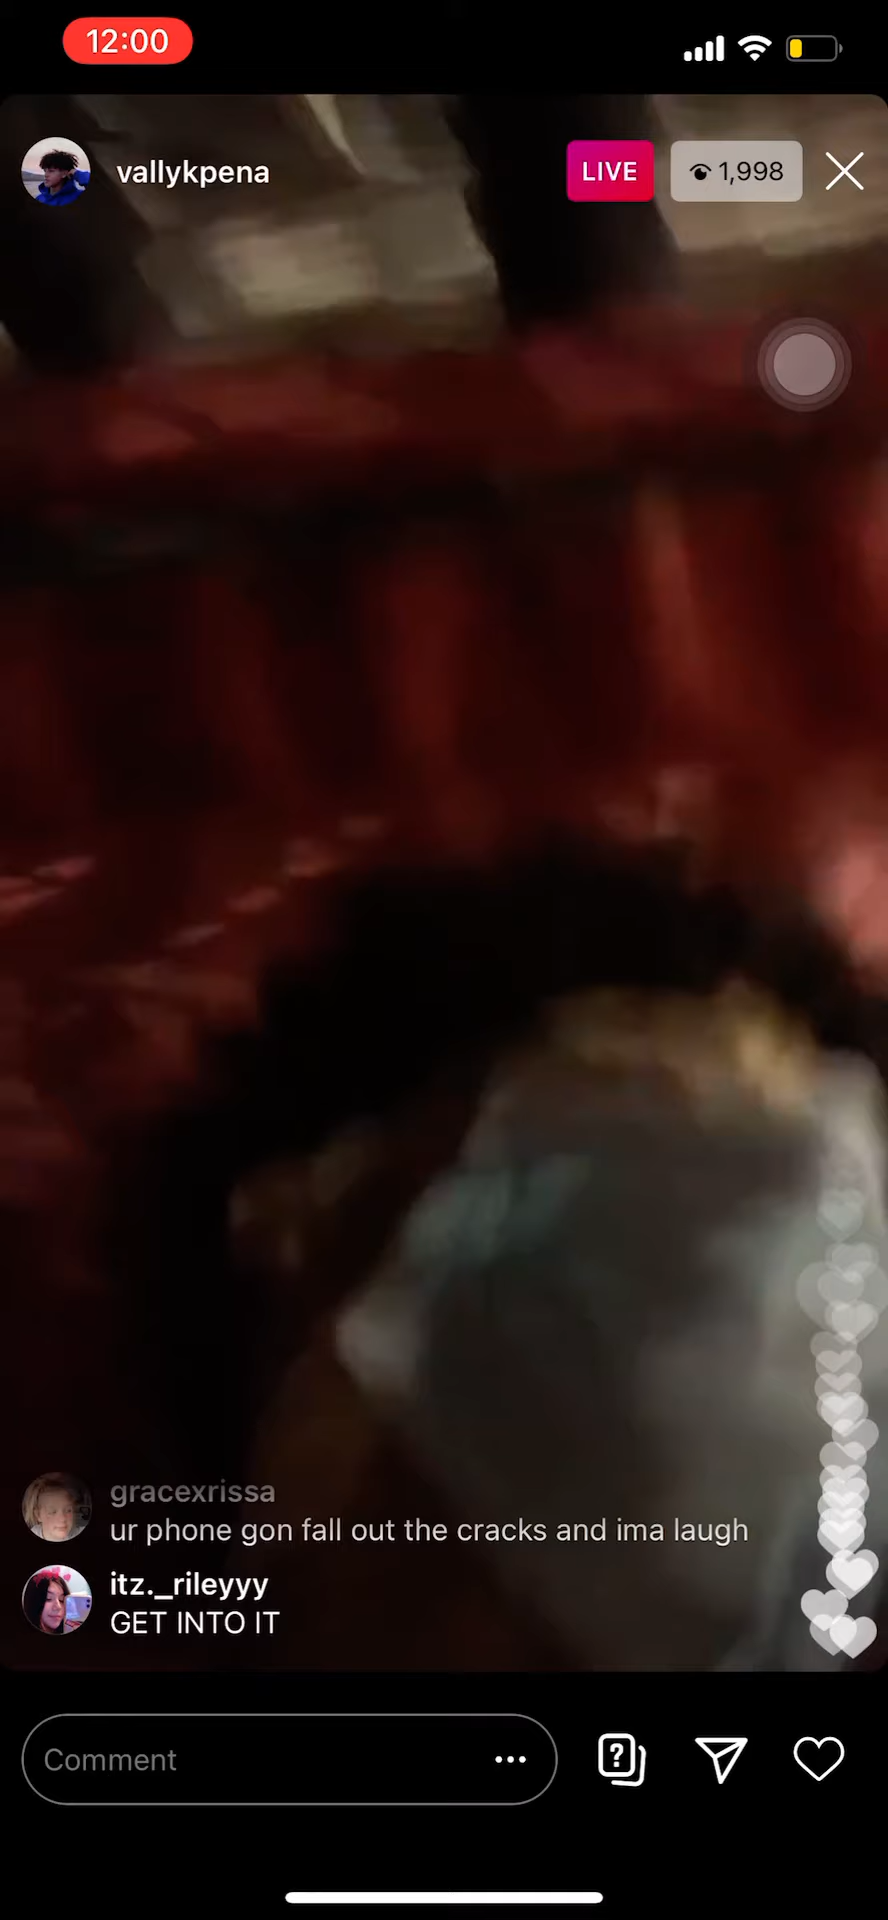 12:00
vallykpena
LIVE
1,998
gracexrissa
ur phone gon fall out the cracks and ima laugh
itz._rileyyy
GET INTO IT
Comment